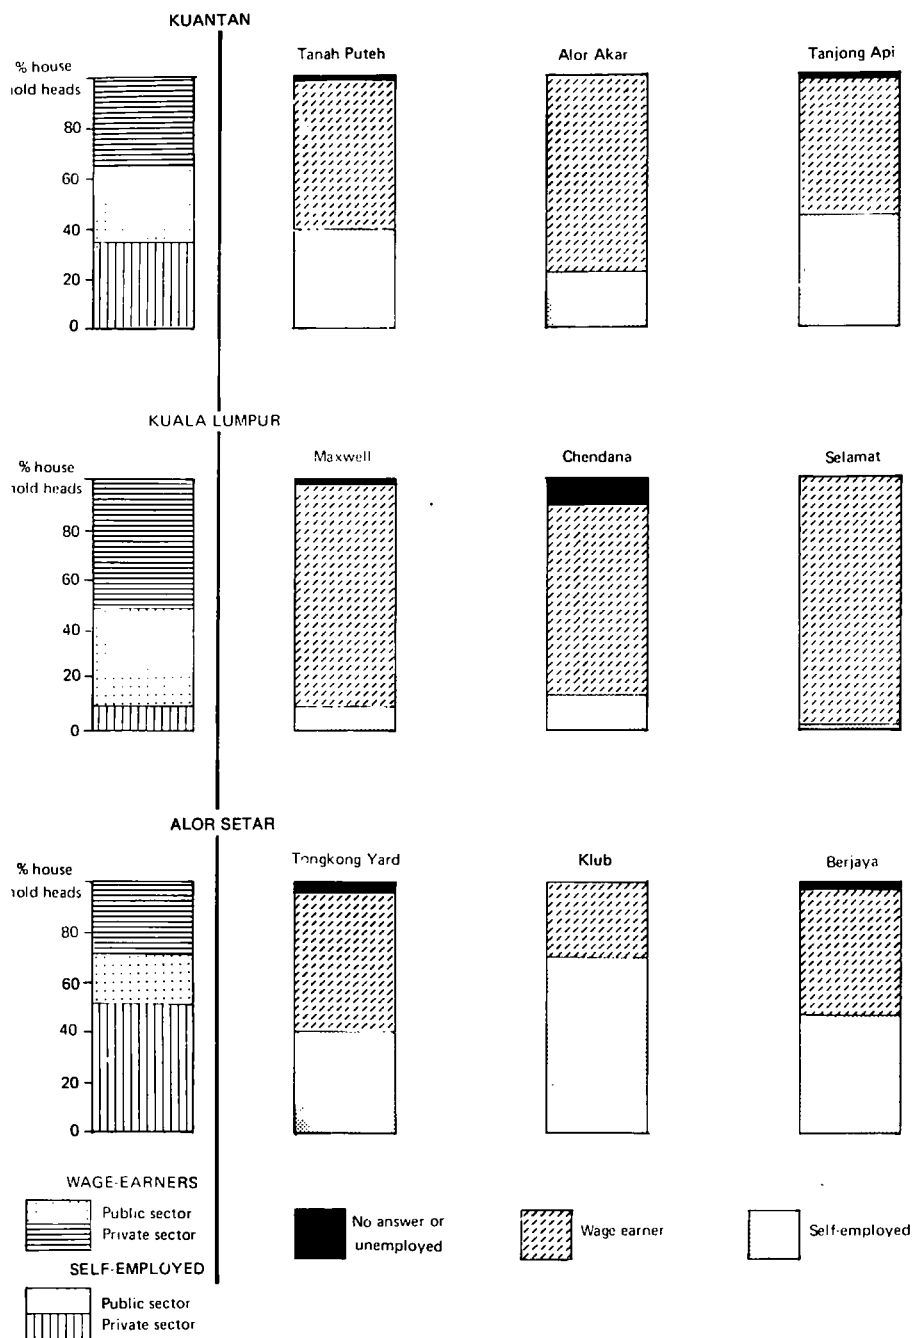 KUANTAN
% house
hold heads
80
60
40
20
0
Tanah Puteh
Alor Akar
Tanjong Api
KUALA LUMPUR
% house
hold heads
80
60
40
20
0
Maxwell
Chendana
Selamat
ALOR SETAR
% house
hold heads
80
60
40
20
0
Tongkong Yard
Klub
Berjaya
WAGE-EARNERS
Public sector
Private sector
SELF-EMPLOYED
Public sector
Private sector
No answer or
unemployed
Wage earner
Self-employed